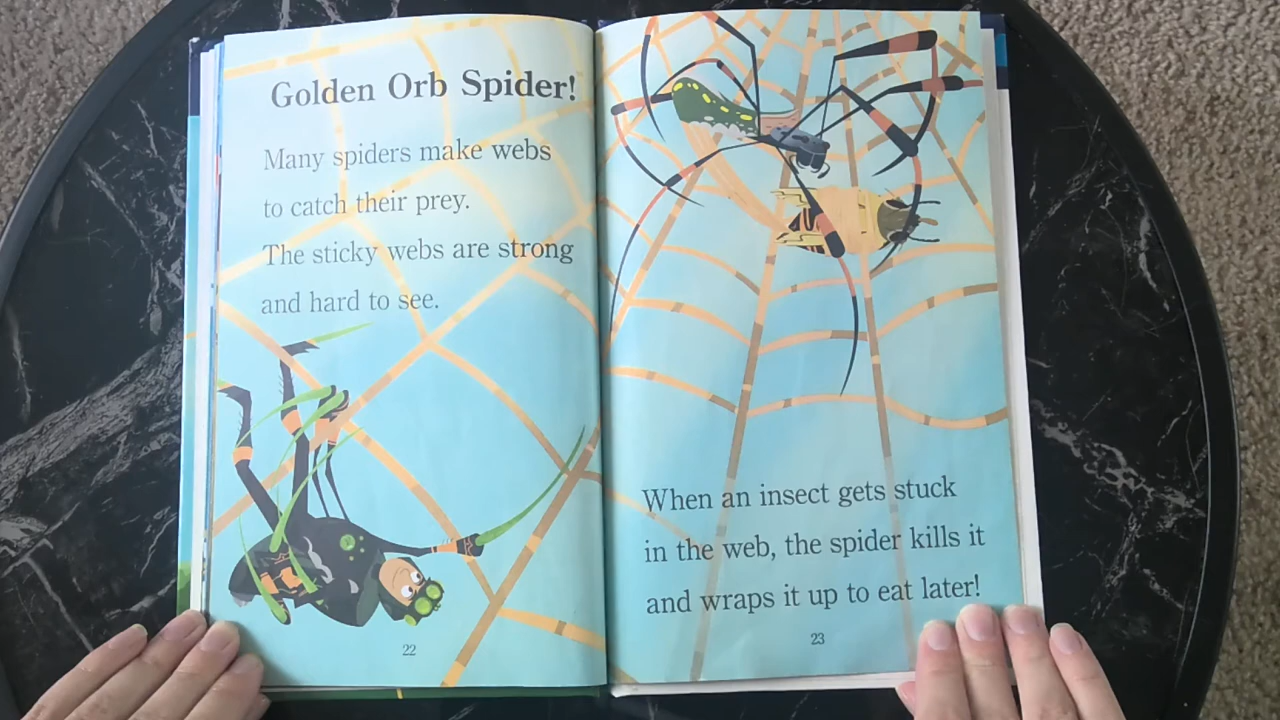 Golden Orb Spider!
Many spiders make webs
to catch their prey.
The sticky webs are strong
and hard to see.
22
When an insect gets stuck
in the web, the spider kills it
and wraps it up to eat later!
23